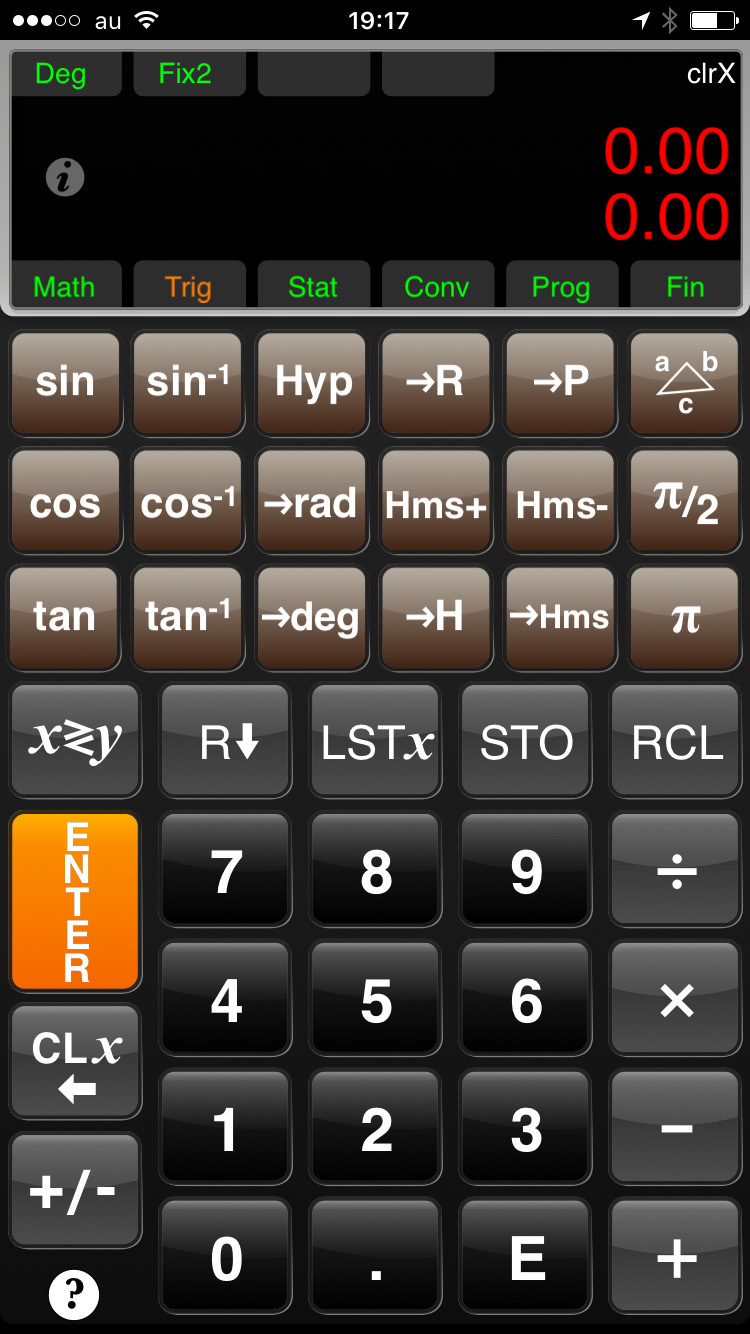 au 19:17
Deg Fix2 clrX
i
0.00
0.00
Math Trig Stat Conv Prog Fin
sin sin⁻¹ Hyp →R →P a b c
cos cos⁻¹ →rad Hms+ Hms- π/2
tan tan⁻¹ →deg →H →Hms π
x≷y R⬇ LSTx STO RCL
ENTER 7 8 9 ÷
4 5 6 ×
CLx ⬅
1 2 3 −
+/-
0 . E +
?